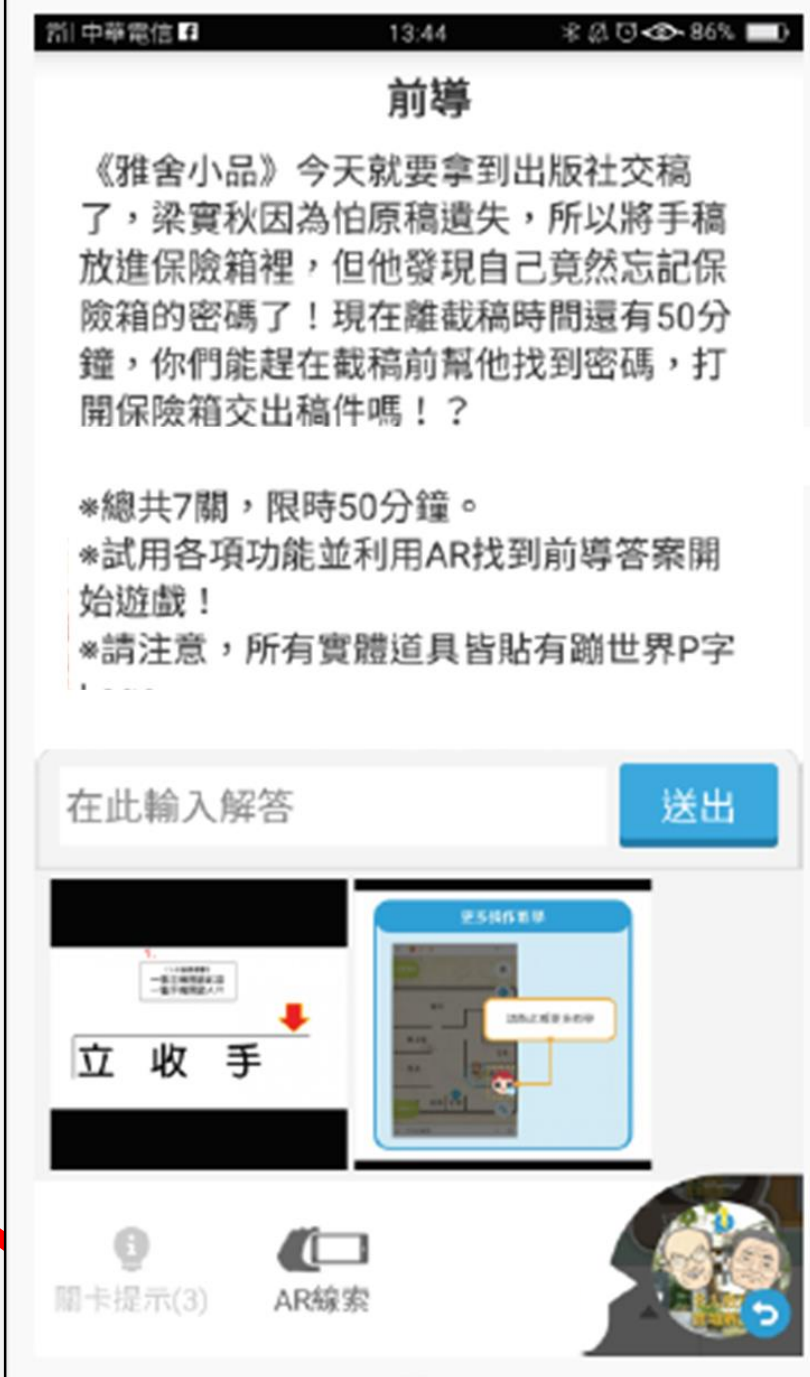 中華電信
13:44
86%
前導
《雅舍小品》今天就要拿到出版社交稿
了，梁實秋因為怕原稿遺失，所以將手稿
放進保險箱裡，但他發現自己竟然忘記保
險箱的密碼了！現在離截稿時間還有50分
鐘，你們能趕在截稿前幫他找到密碼，打
開保險箱交出稿件嗎！？
※總共7關，限時50分鐘。
※試用各項功能並利用AR找到前導答案開
始遊戲！
※請注意，所有實體道具皆貼有蹦世界P字
在此輸入解答
送出
更多操作教學
立 收 手
關卡提示(3)
AR線索